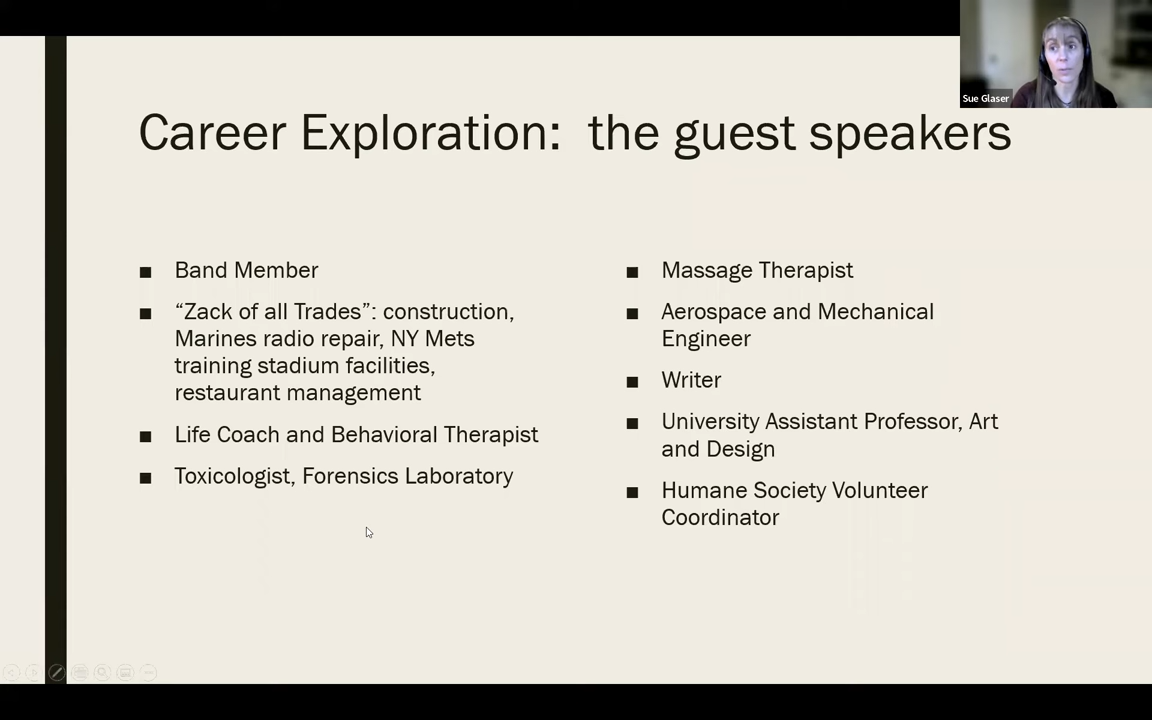 Sue Glaser
Career Exploration:  the guest speakers
■ Band Member
■ “Zack of all Trades”: construction,
Marines radio repair, NY Mets
training stadium facilities,
restaurant management
■ Life Coach and Behavioral Therapist
■ Toxicologist, Forensics Laboratory
■ Massage Therapist
■ Aerospace and Mechanical
Engineer
■ Writer
■ University Assistant Professor, Art
and Design
■ Humane Society Volunteer
Coordinator